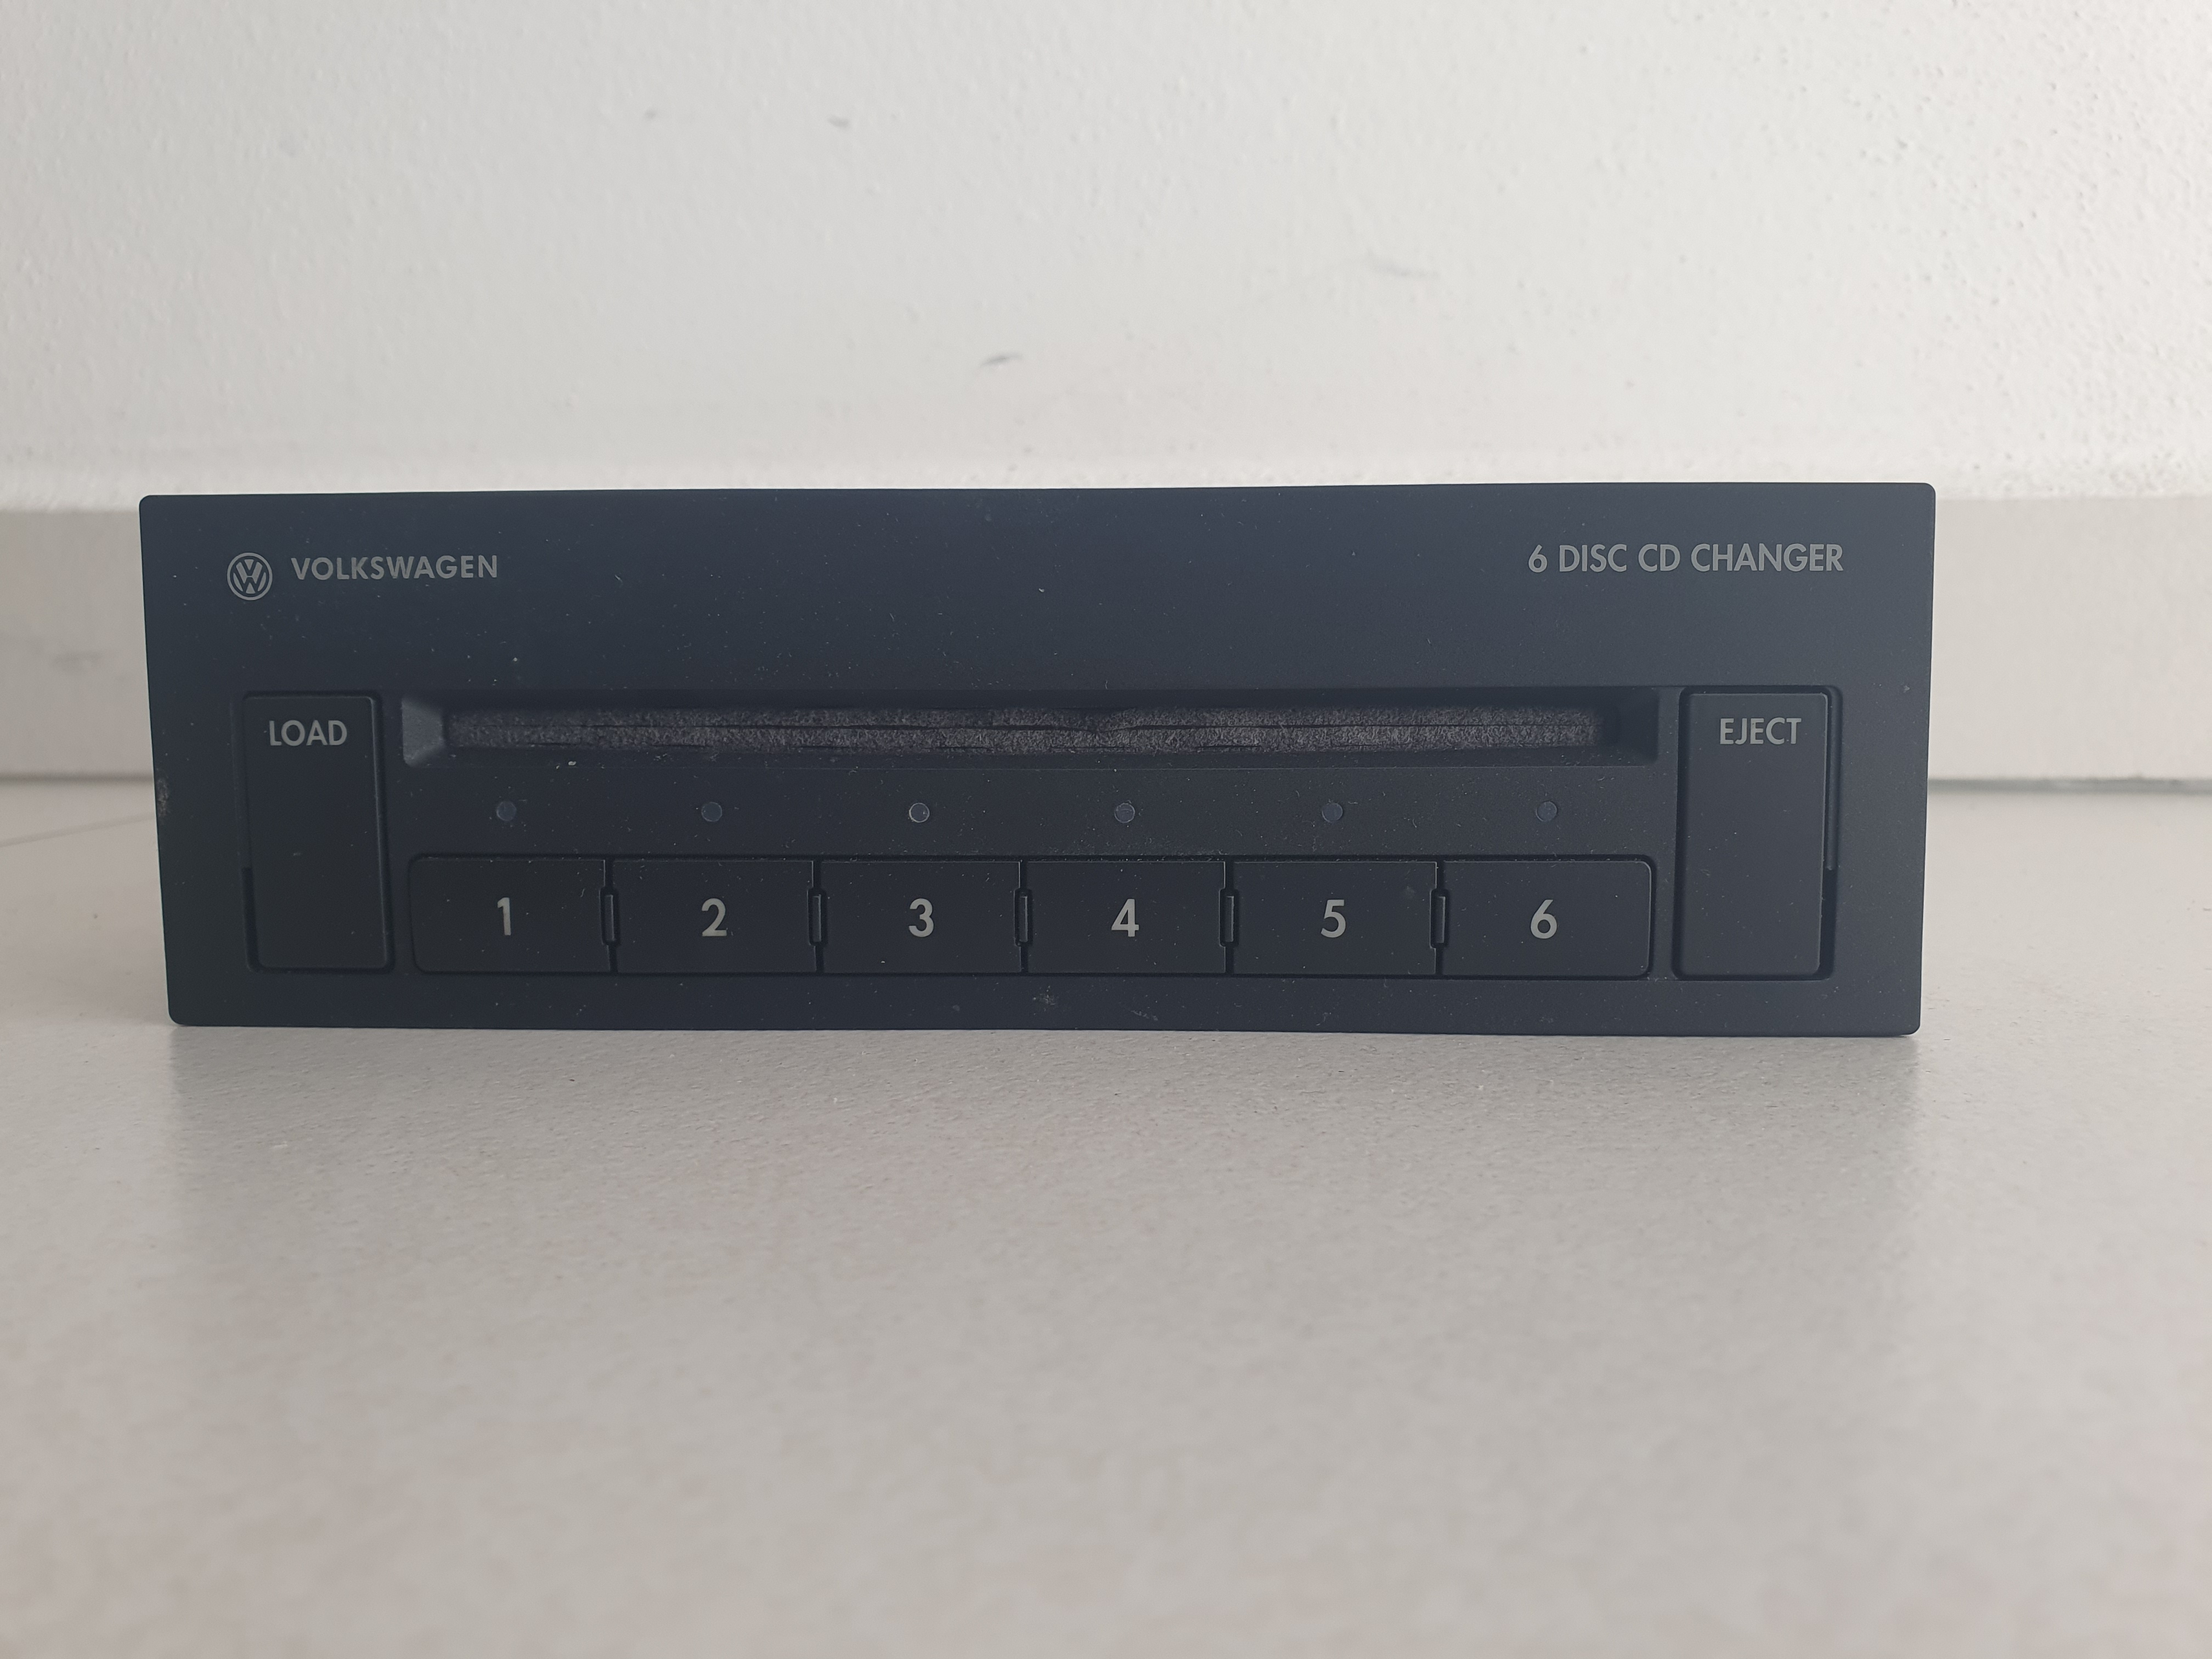 VOLKSWAGEN
6 DISC CD CHANGER
LOAD
EJECT
1 2 3 4 5 6